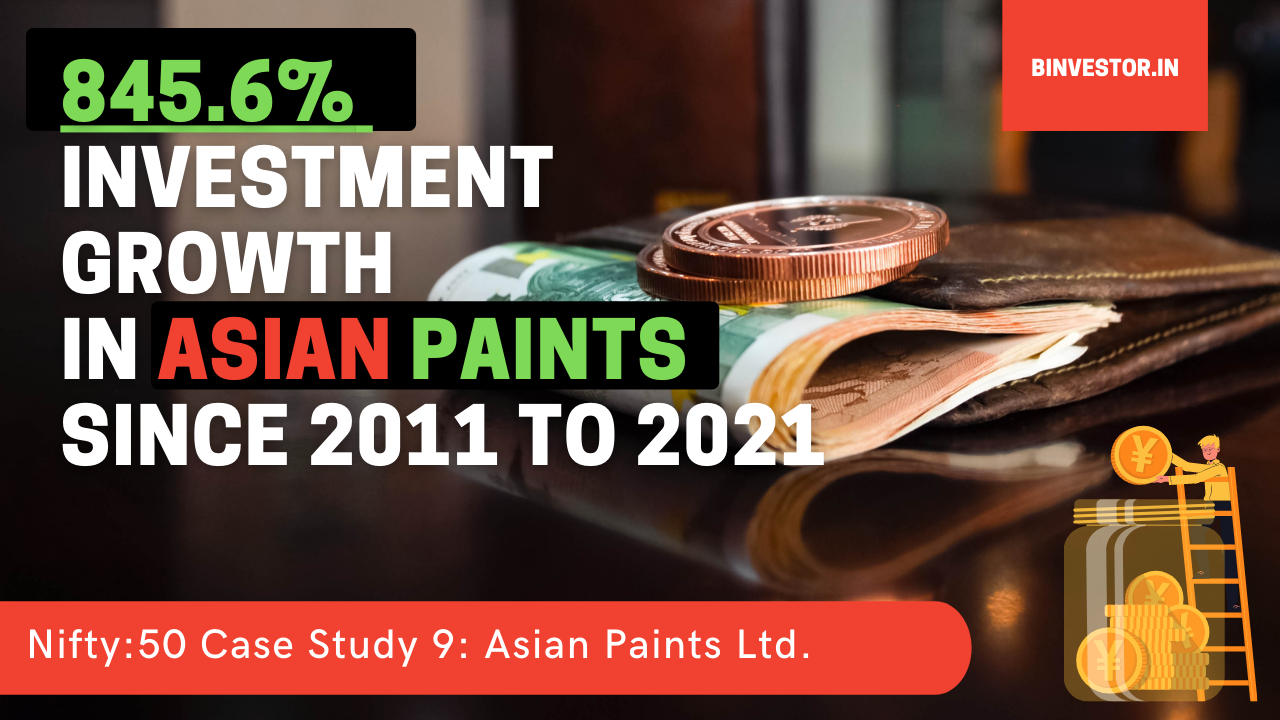 845.6%
BINVESTOR.IN
INVESTMENT
GROWTH
IN ASIAN PAINTS
SINCE 2011 TO 2021
Nifty:50 Case Study 9: Asian Paints Ltd.